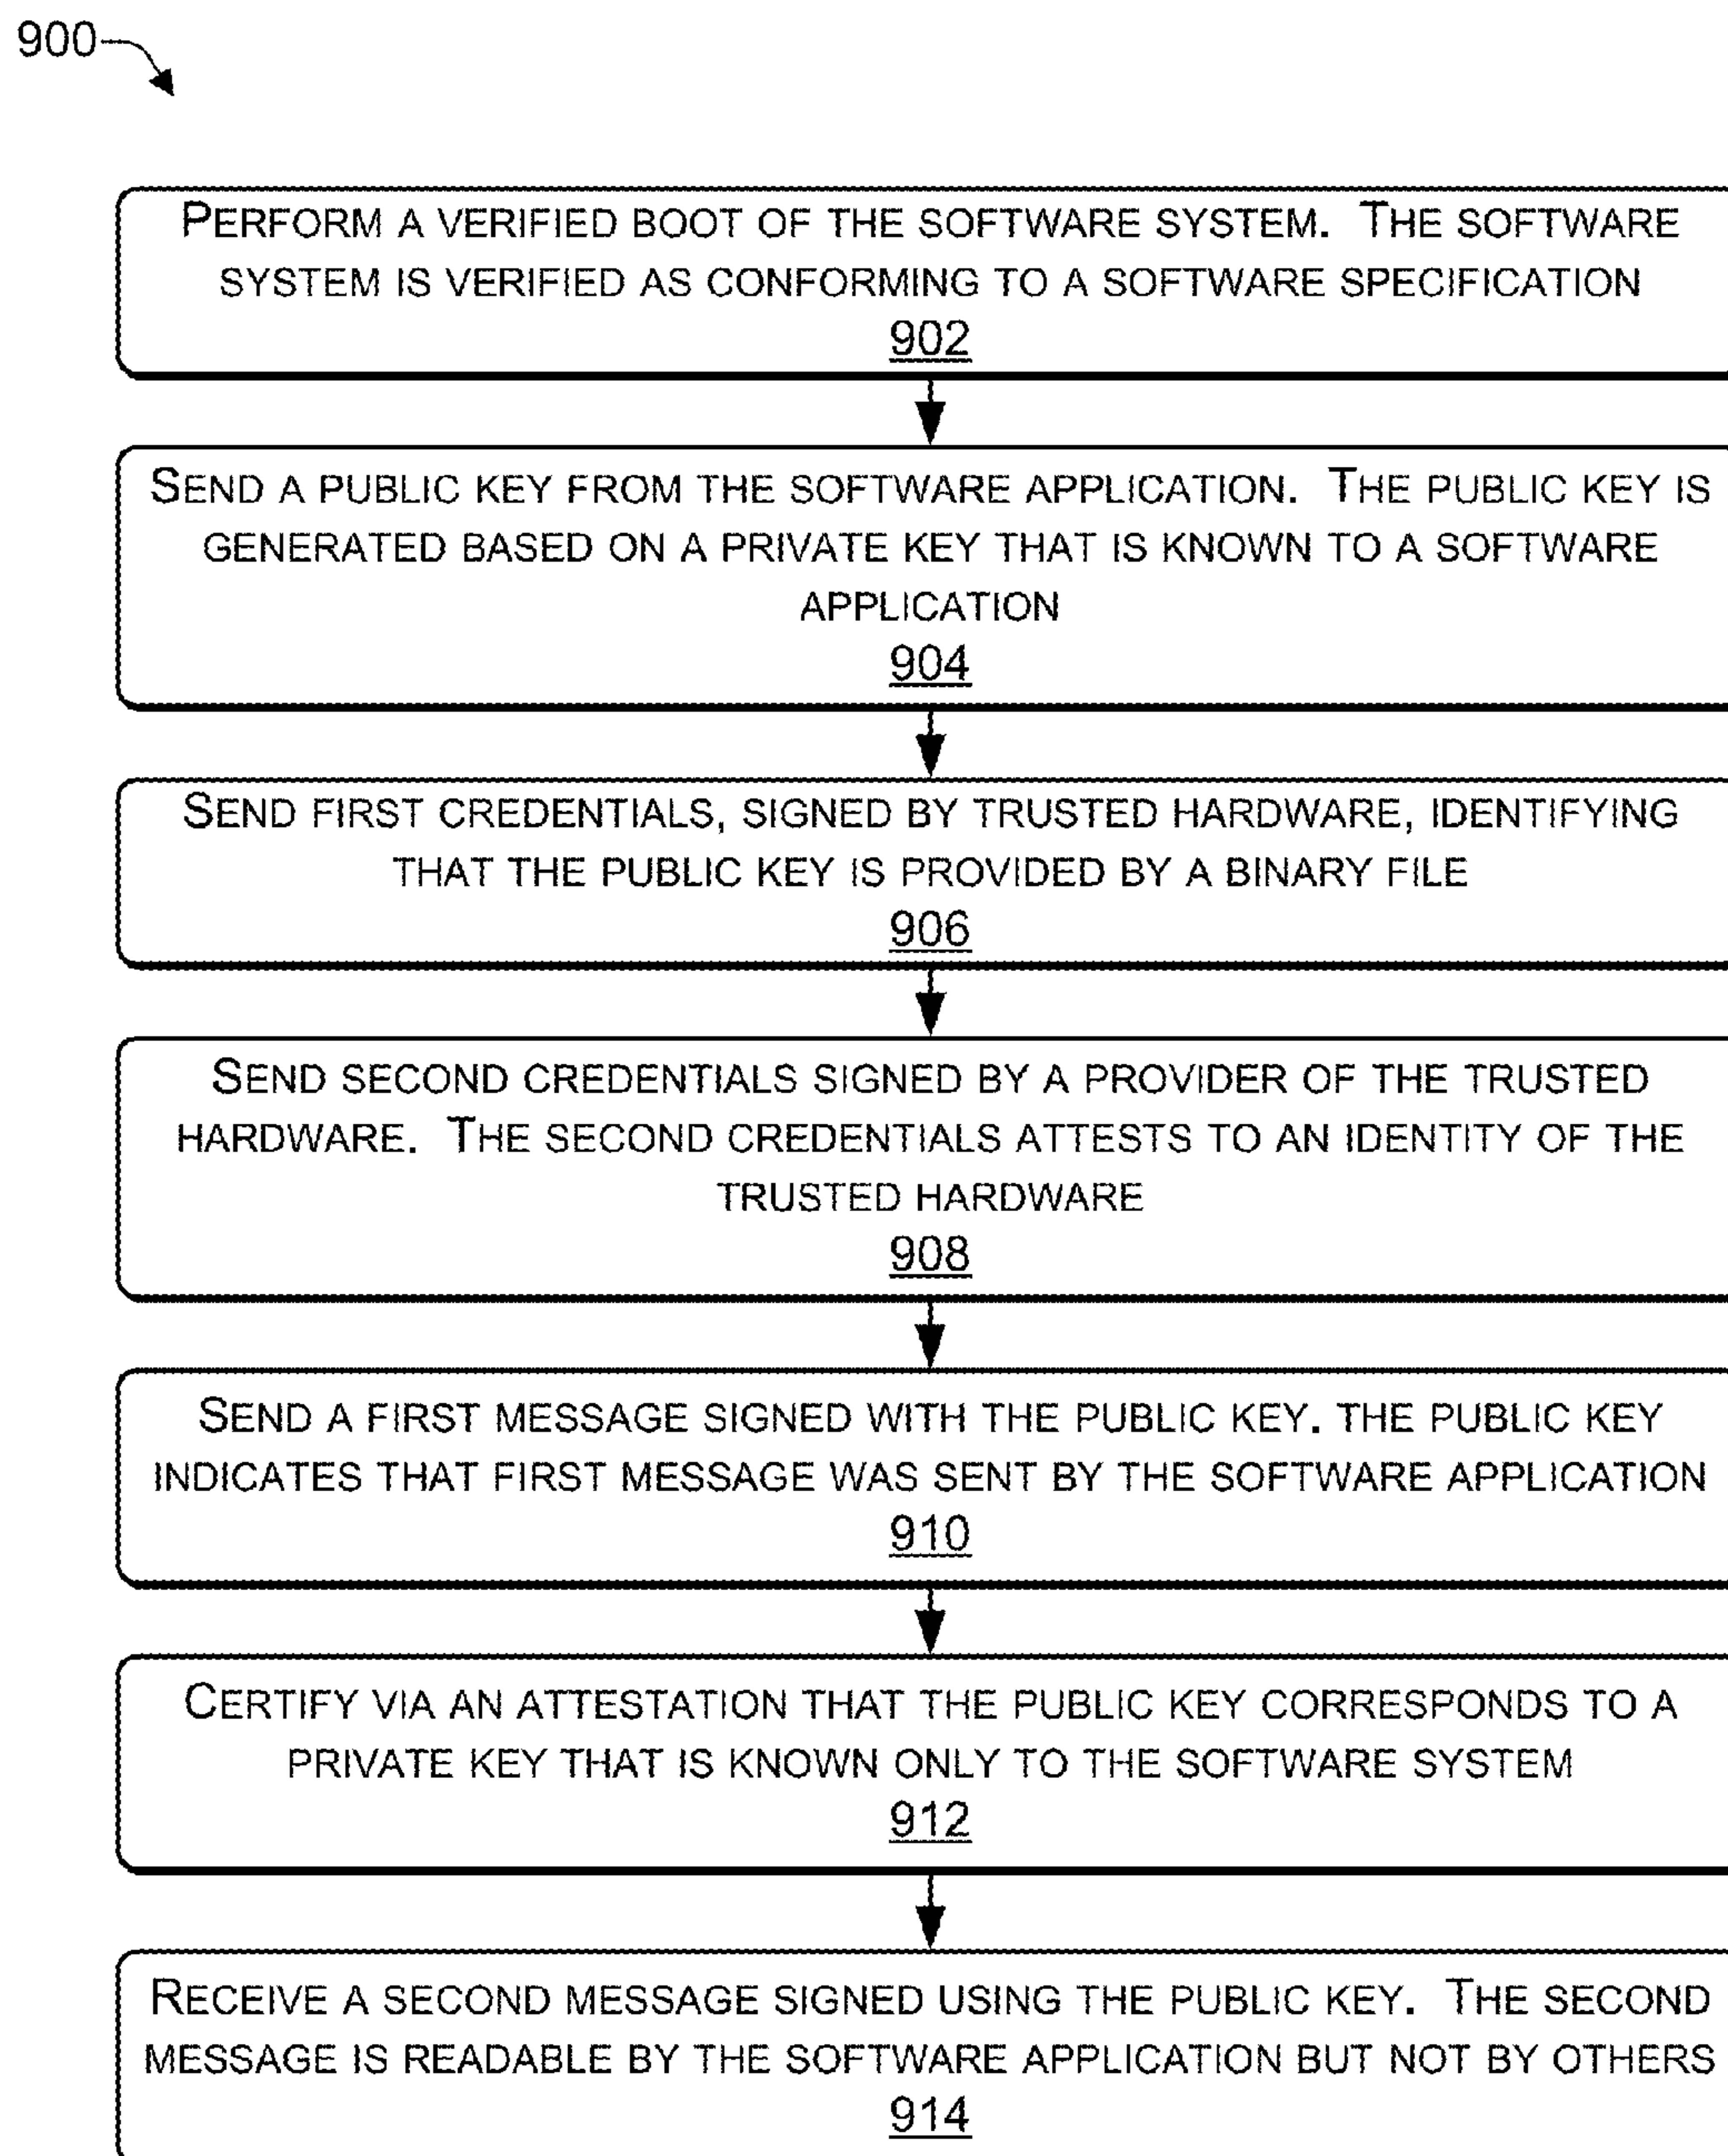 900
PERFORM A VERIFIED BOOT OF THE SOFTWARE SYSTEM. THE SOFTWARE
SYSTEM IS VERIFIED AS CONFORMING TO A SOFTWARE SPECIFICATION
902
SEND A PUBLIC KEY FROM THE SOFTWARE APPLICATION. THE PUBLIC KEY IS
GENERATED BASED ON A PRIVATE KEY THAT IS KNOWN TO A SOFTWARE
APPLICATION
904
SEND FIRST CREDENTIALS, SIGNED BY TRUSTED HARDWARE, IDENTIFYING
THAT THE PUBLIC KEY IS PROVIDED BY A BINARY FILE
906
SEND SECOND CREDENTIALS SIGNED BY A PROVIDER OF THE TRUSTED
HARDWARE. THE SECOND CREDENTIALS ATTESTS TO AN IDENTITY OF THE
TRUSTED HARDWARE
908
SEND A FIRST MESSAGE SIGNED WITH THE PUBLIC KEY. THE PUBLIC KEY
INDICATES THAT FIRST MESSAGE WAS SENT BY THE SOFTWARE APPLICATION
910
CERTIFY VIA AN ATTESTATION THAT THE PUBLIC KEY CORRESPONDS TO A
PRIVATE KEY THAT IS KNOWN ONLY TO THE SOFTWARE SYSTEM
912
RECEIVE A SECOND MESSAGE SIGNED USING THE PUBLIC KEY. THE SECOND
MESSAGE IS READABLE BY THE SOFTWARE APPLICATION BUT NOT BY OTHERS
914